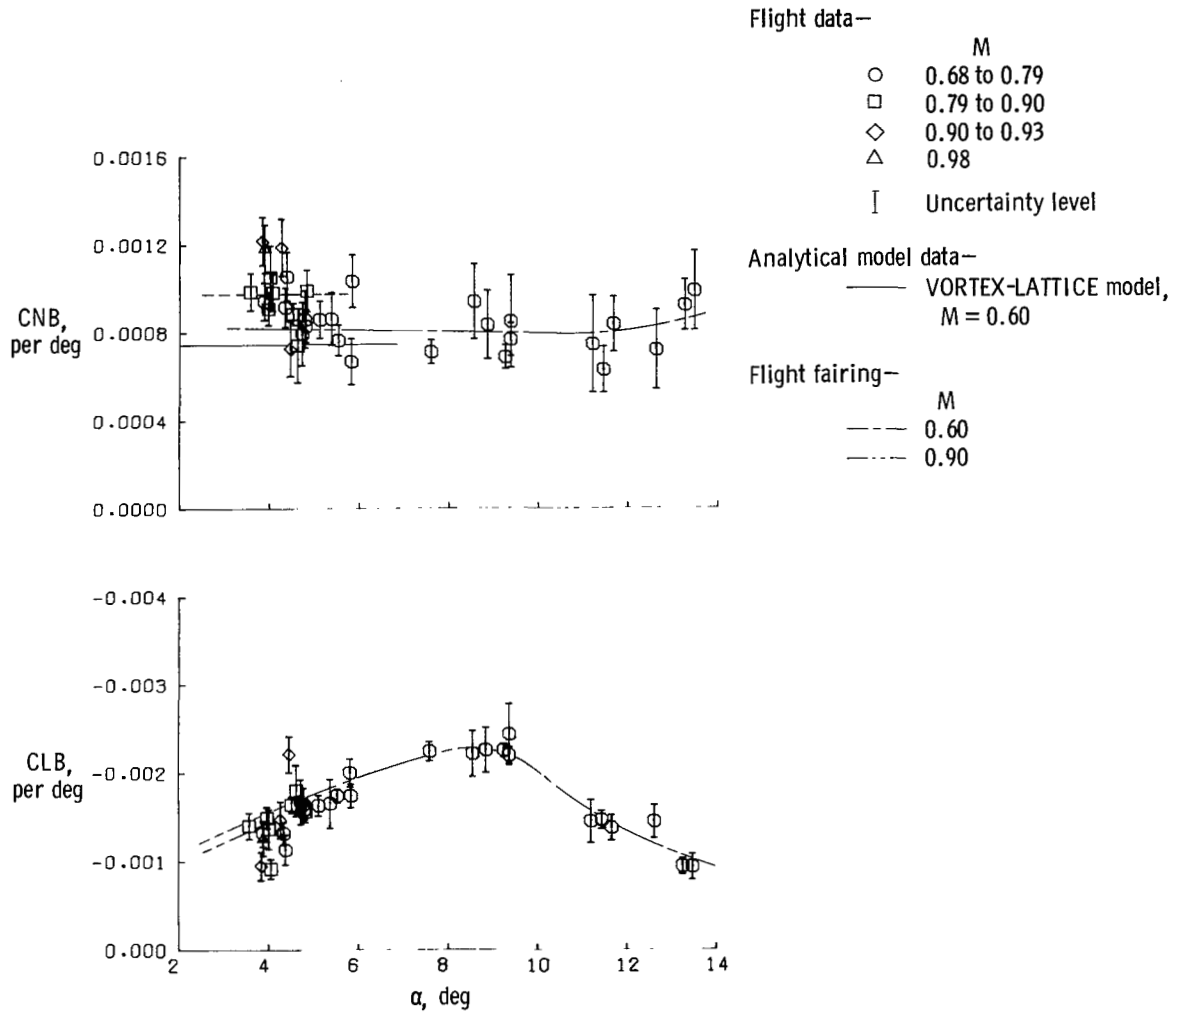 Flight data—
M
0.68 to 0.79
0.79 to 0.90
0.90 to 0.93
0.98
Uncertainty level
Analytical model data—
VORTEX-LATTICE model,
M = 0.60
Flight fairing—
M
0.60
0.90
0.0016
0.0012
CNB,
per deg
0.0008
0.0004
0.0000
-0.004
-0.003
CLB,
per deg
-0.002
-0.001
0.000
2 4 6 8 10 12 14
α, deg